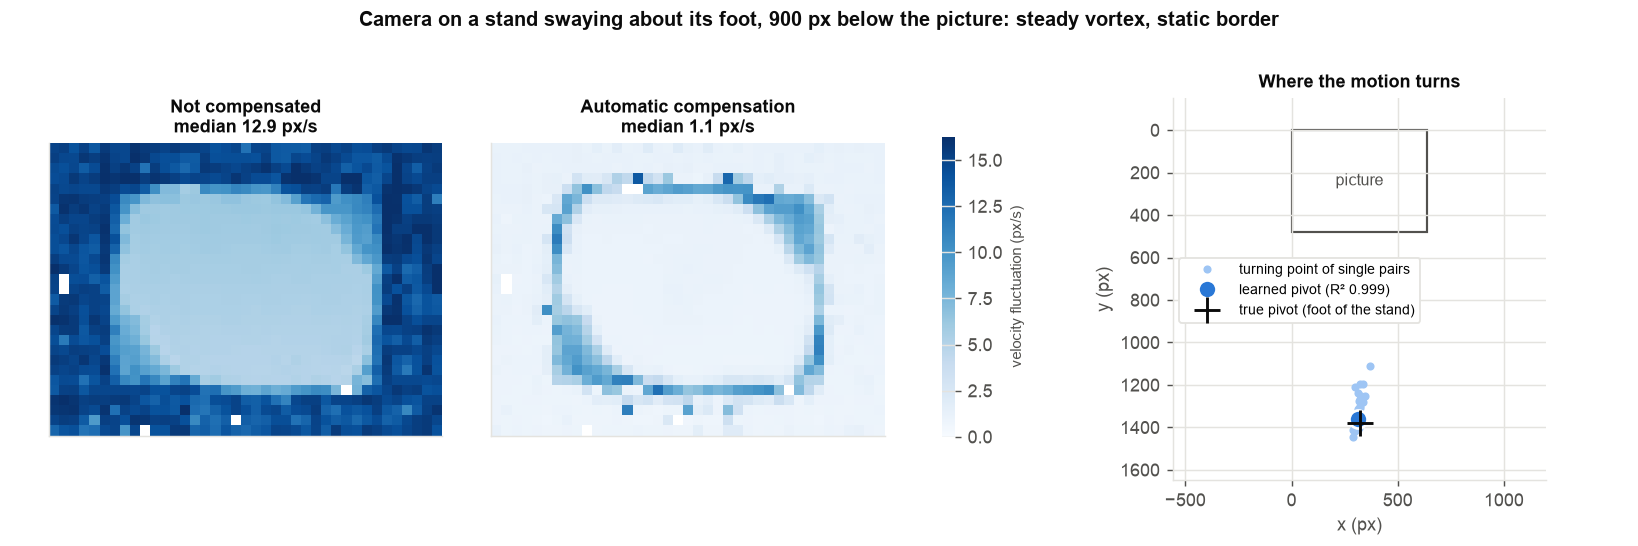 Camera on a stand swaying about its foot, 900 px below the picture: steady vortex, static border
Not compensated
median 12.9 px/s
Automatic compensation
median 1.1 px/s
15.0
12.5
10.0
7.5
5.0
2.5
0.0
velocity fluctuation (px/s)
Where the motion turns
0
200
400
600
800
1000
1200
1400
1600
y (px)
picture
turning point of single pairs
learned pivot (R² 0.999)
true pivot (foot of the stand)
−500
0
500
1000
x (px)